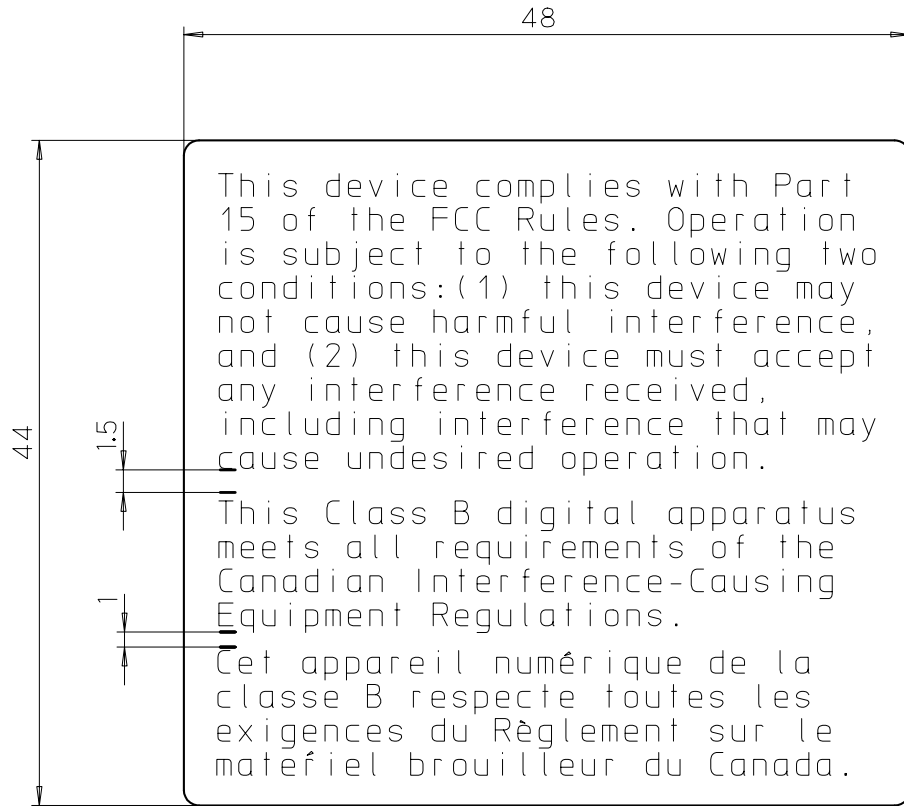 48
This device complies with Part
15 of the FCC Rules. Operation
is subject to the following two
conditions:(1) this device may
not cause harmful interference,
and (2) this device must accept
any interference received,
including interference that may
cause undesired operation.
44
1.5
This Class B digital apparatus
meets all requirements of the
Canadian Interference-Causing
Equipment Regulations.
1
Cet appareil numérique de la
classe B respecte toutes les
exigences du Règlement sur le
matéfiel brouilleur du Canada.